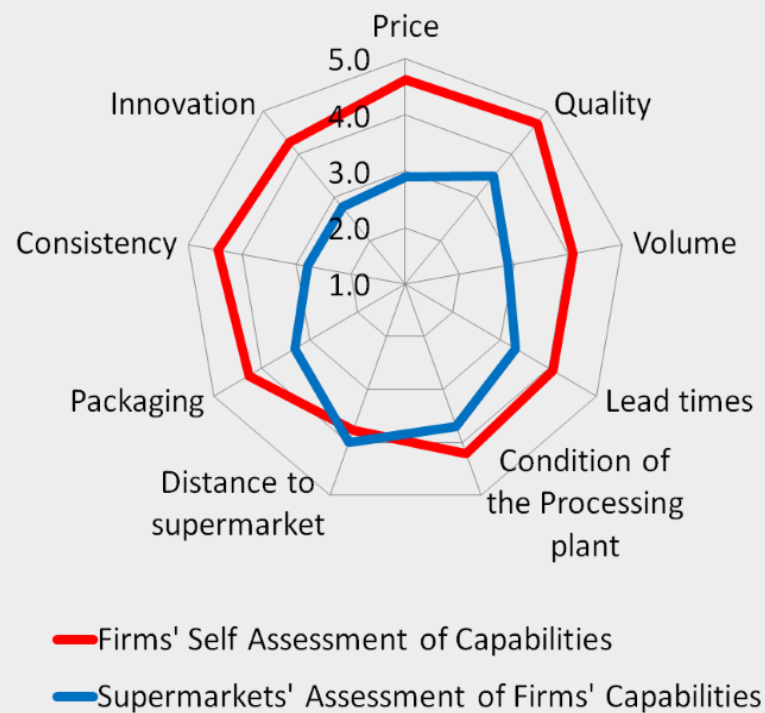 Price
5.0
Innovation
Quality
4.0
3.0
Consistency
2.0
Volume
1.0
Packaging
Lead times
Distance to
supermarket
Condition of
the Processing
plant
Firms' Self Assessment of Capabilities
Supermarkets' Assessment of Firms' Capabilities